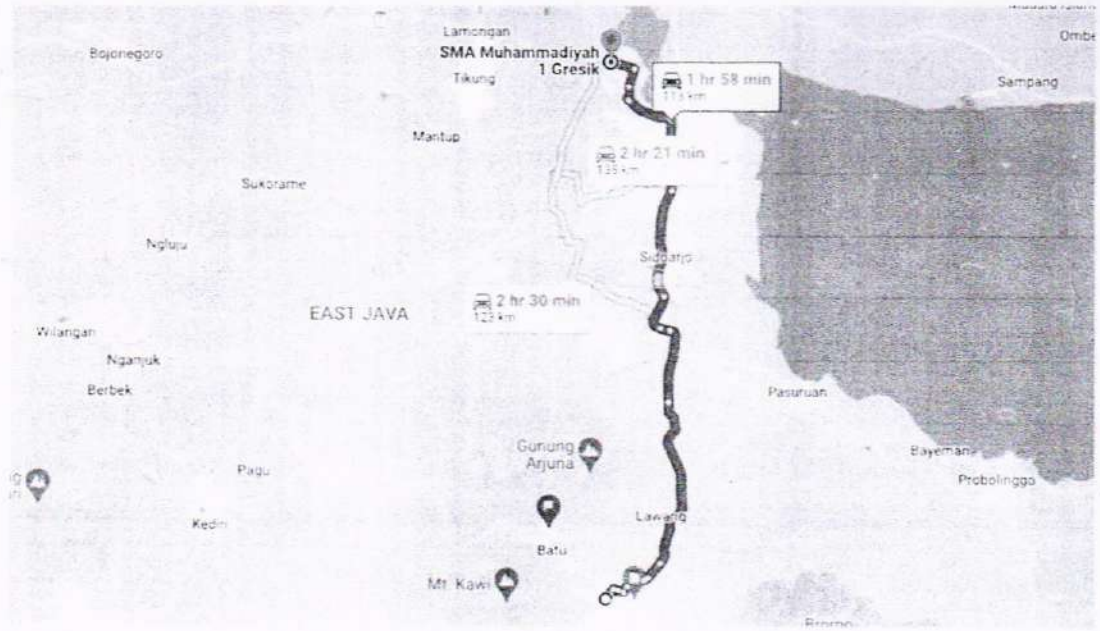 Lamongan
Bojonegoro
SMA Muhammadiyah
1 Gresik
Tikung
1 hr 58 min
Sampang
Mantup
2 hr 21 min
Sukorame
Ngluju
Sidoarjo
2 hr 30 min
123 km
EAST JAVA
Wilangan
Nganjuk
Berbek
Pasuruan
Gunung
Arjuna
Bayeman
Probolinggo
Pagu
Kediri
Lawang
Batu
Mt. Kawi